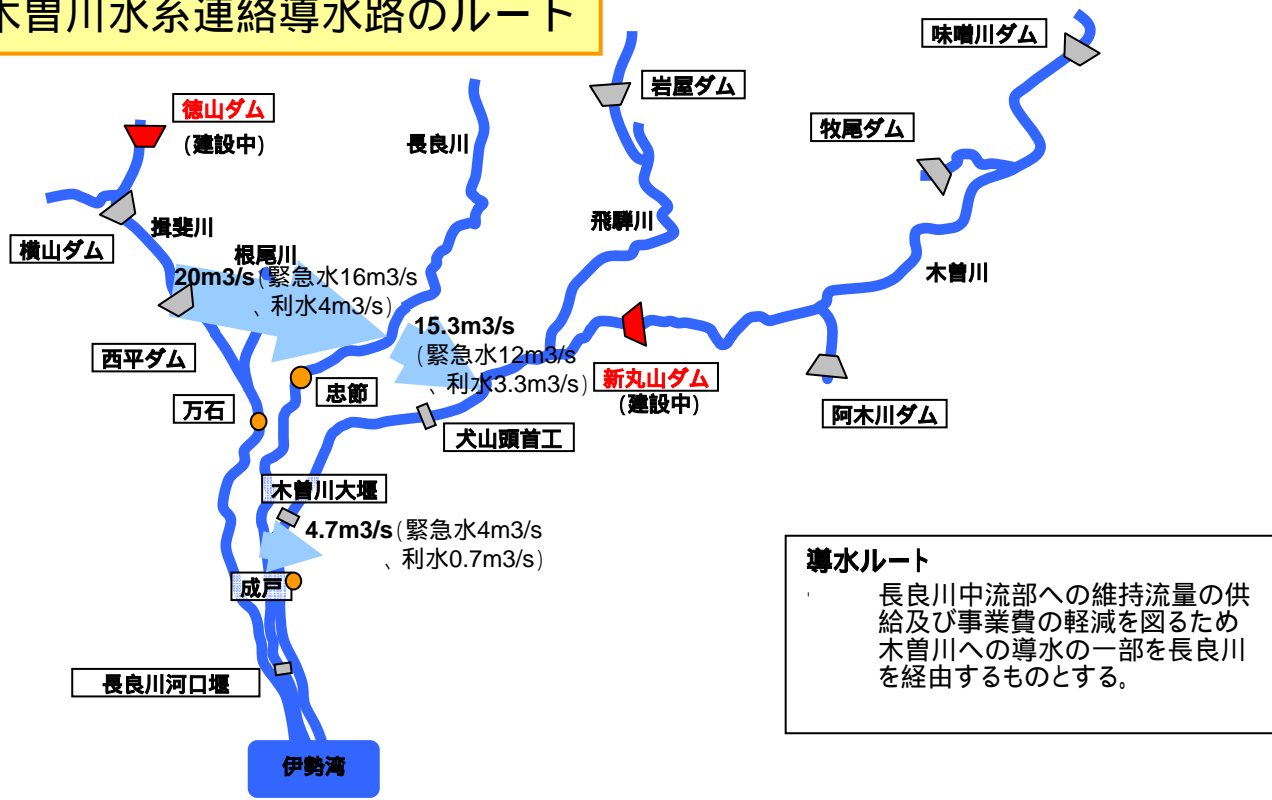 木曽川水系連絡導水路のルート
味噌川ダム
岩屋ダム
徳山ダム
(建設中)
牧尾ダム
長良川
飛騨川
揖斐川
横山ダム
根尾川
木曽川
20m3/s(緊急水16m3/s
、利水4m3/s)
15.3m3/s
(緊急水12m3/s
、利水3.3m3/s)
西平ダム
新丸山ダム
(建設中)
忠節
万石
阿木川ダム
犬山頭首工
木曽川大堰
4.7m3/s(緊急水4m3/s
、利水0.7m3/s)
成戸
長良川河口堰
伊勢湾
導水ルート
長良川中流部への維持流量の供
給及び事業費の軽減を図るため
木曽川への導水の一部を長良川
を経由するものとする。